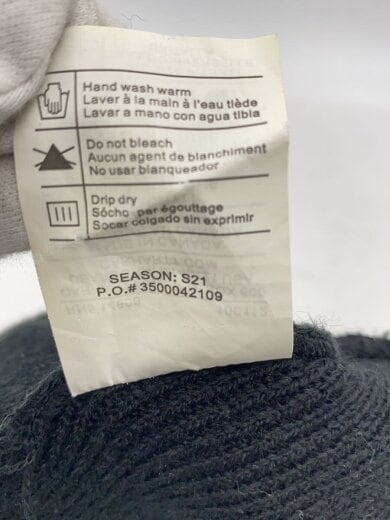 Hand wash warm
Laver à la main à l'eau tiède
Lavar a mano con agua tibia
Do not bleach
Aucun agent de blanchiment
No usar blanqueador
Drip dry
Sócho par égouttage
Socar colgado sin exprimir
SEASON: S21
P.O.# 3500042109